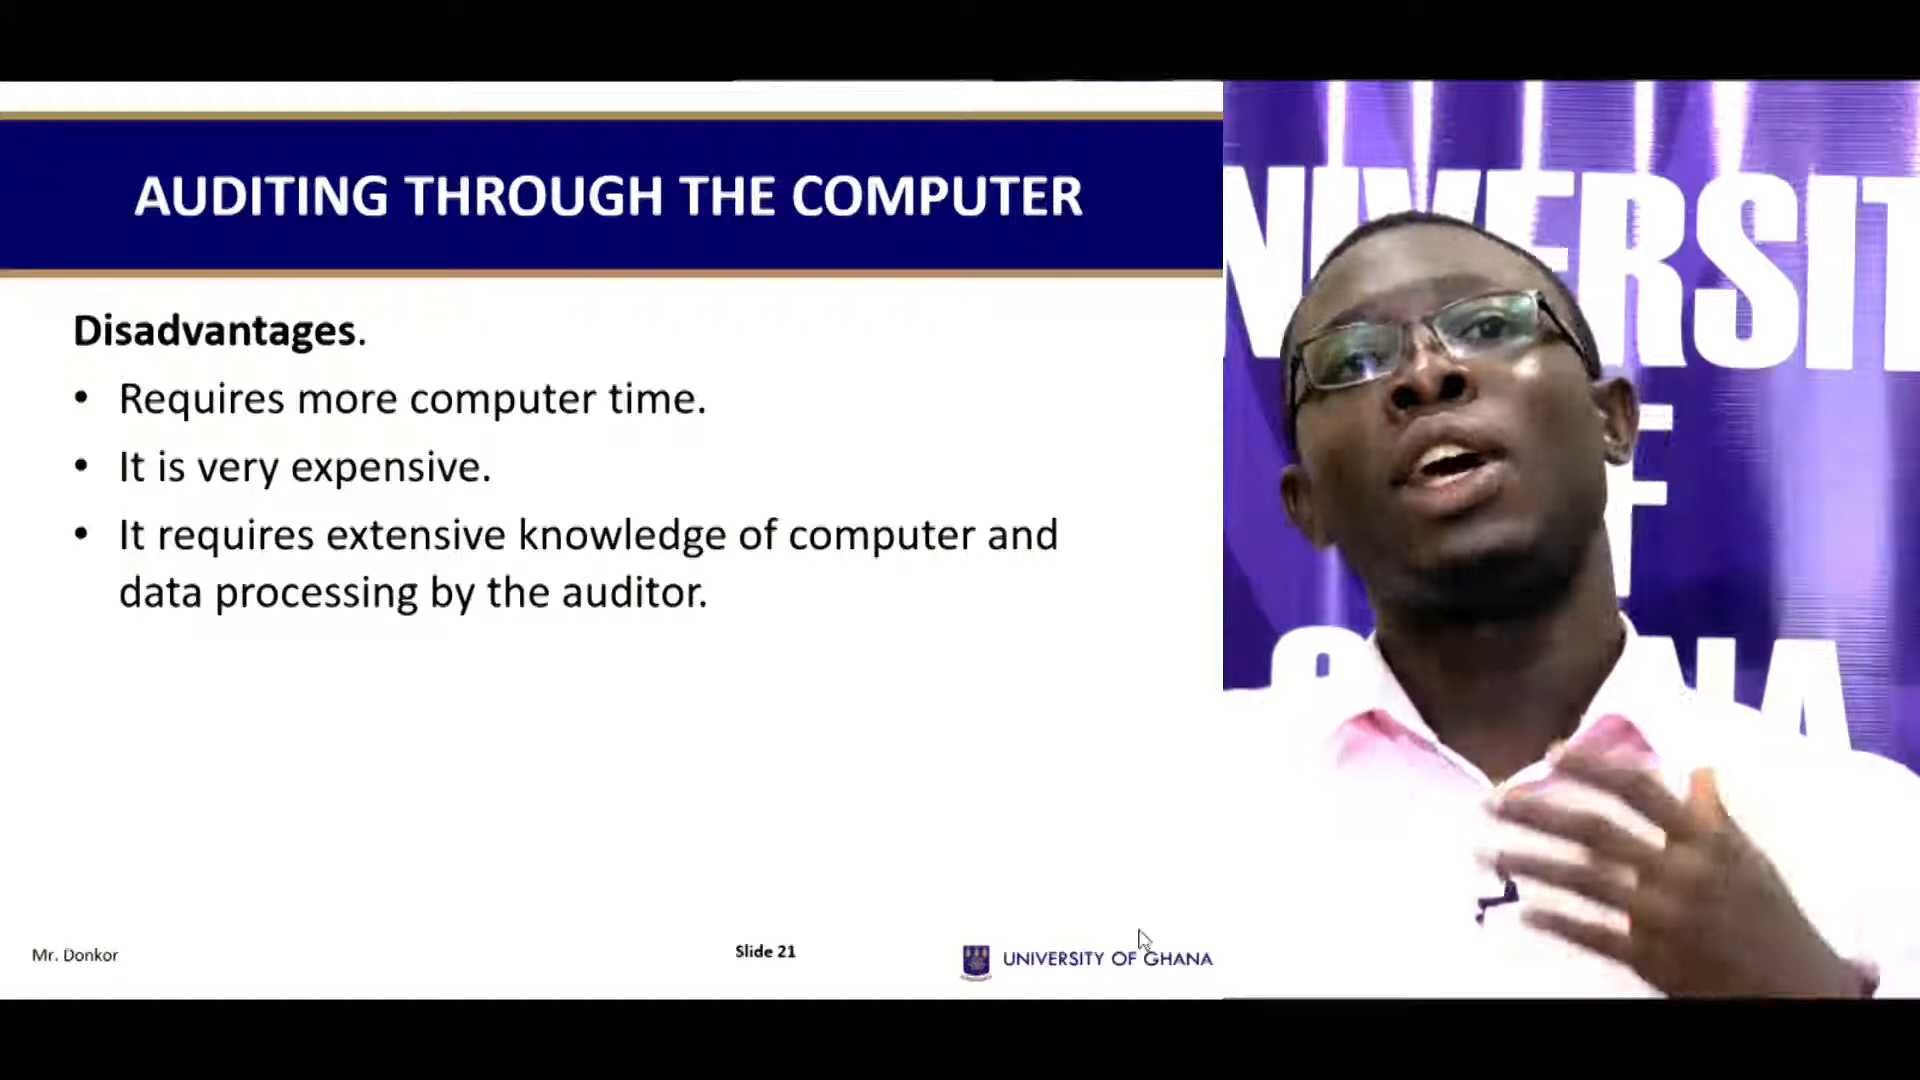 AUDITING THROUGH THE COMPUTER
Disadvantages.
• Requires more computer time.
• It is very expensive.
• It requires extensive knowledge of computer and
data processing by the auditor.
Mr. Donkor
Slide 21
UNIVERSITY OF GHANA
NIVERSIT